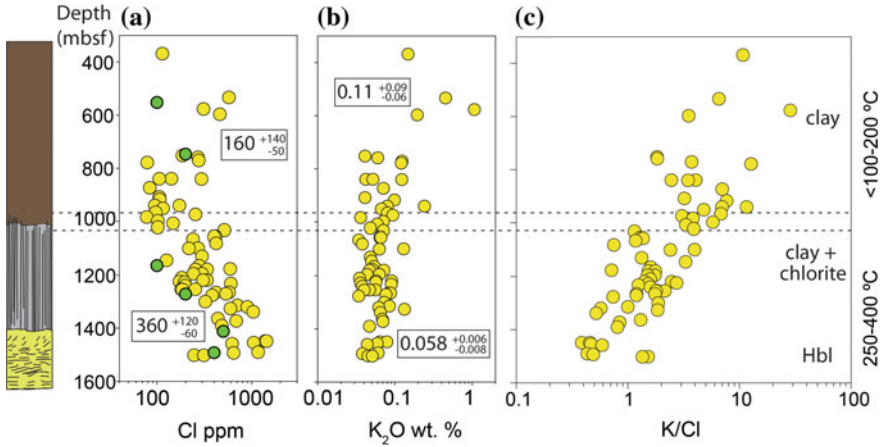 Depth
(mbsf)
(a)
(b)
(c)
400
600
800
1000
1200
1400
1600
0.11 +0.09 -0.06
160 +140 -50
360 +120 -60
0.058 +0.006 -0.008
clay
clay +
chlorite
Hbl
<100-200 °C
250-400 °C
100
1000
0.01
0.1
1
0.1
1
10
100
Cl ppm
K2O wt. %
K/Cl